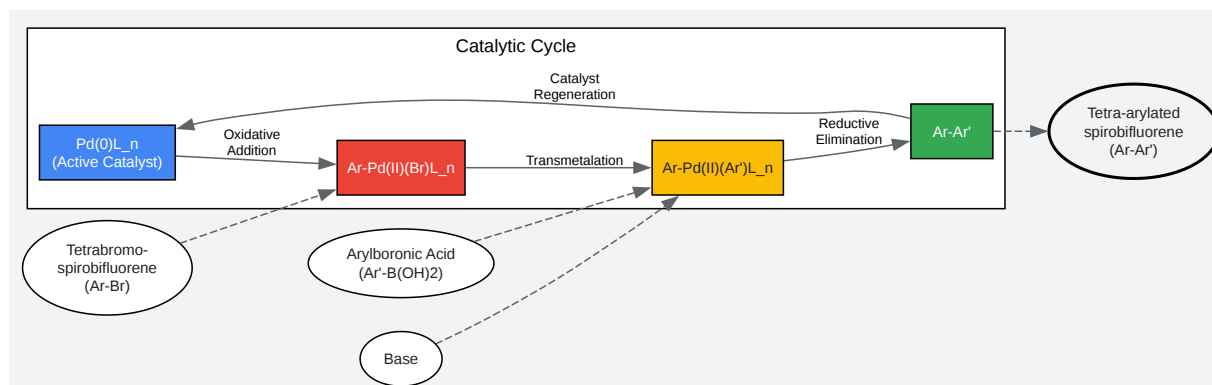 Catalytic Cycle
Catalyst
Regeneration
Pd(0)L_n
(Active Catalyst)
Oxidative
Addition
Ar-Pd(II)(Br)L_n
Transmetalation
Ar-Pd(II)(Ar')L_n
Reductive
Elimination
Ar-Ar'
Tetra-arylated
spirobifluorene
(Ar-Ar')
Tetrabromo-
spirobifluorene
(Ar-Br)
Arylboronic Acid
(Ar'-B(OH)2)
Base